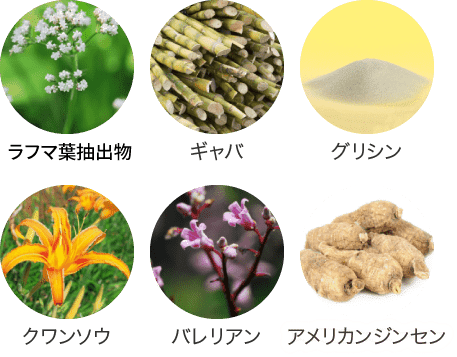 ラフマ葉抽出物
ギャバ
グリシン
クワンソウ
バレリアン
アメリカンジンセン